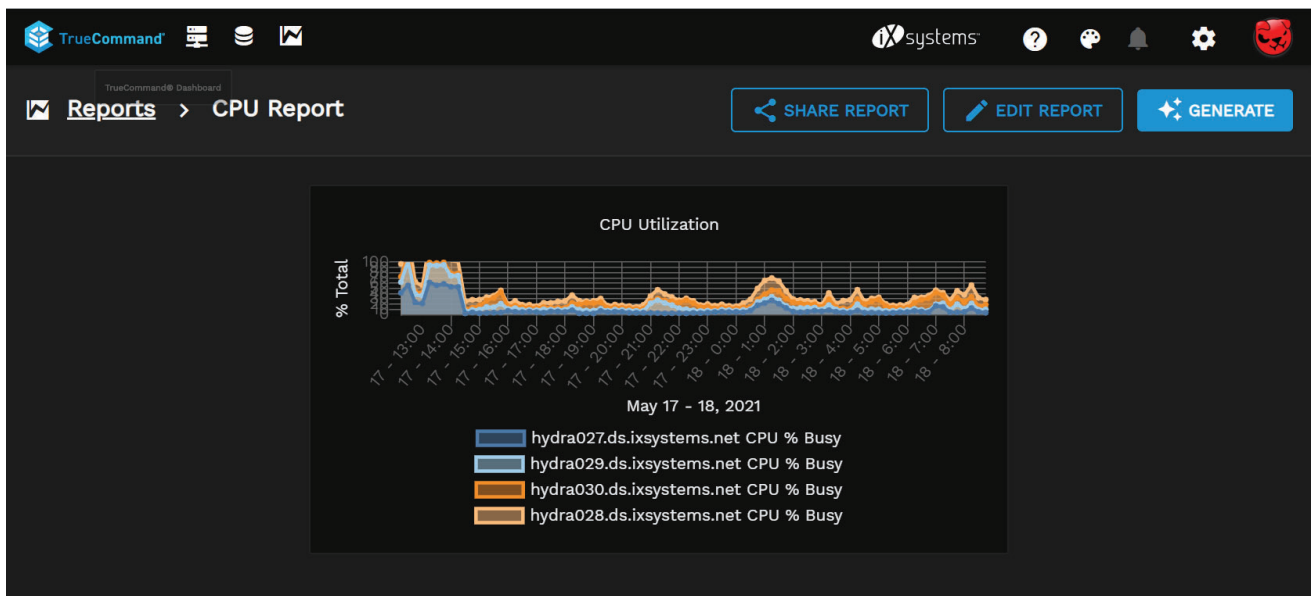 TrueCommand®
iXsystems™
TrueCommand® Dashboard
Reports > CPU Report
SHARE REPORT
EDIT REPORT
GENERATE
CPU Utilization
% Total
100
0
17 - 13:00
17 - 14:00
17 - 15:00
17 - 16:00
17 - 17:00
17 - 18:00
17 - 19:00
17 - 20:00
17 - 21:00
17 - 22:00
17 - 23:00
18 - 0:00
18 - 1:00
18 - 2:00
18 - 3:00
18 - 4:00
18 - 5:00
18 - 6:00
18 - 7:00
18 - 8:00
May 17 - 18, 2021
hydra027.ds.ixsystems.net CPU % Busy
hydra029.ds.ixsystems.net CPU % Busy
hydra030.ds.ixsystems.net CPU % Busy
hydra028.ds.ixsystems.net CPU % Busy